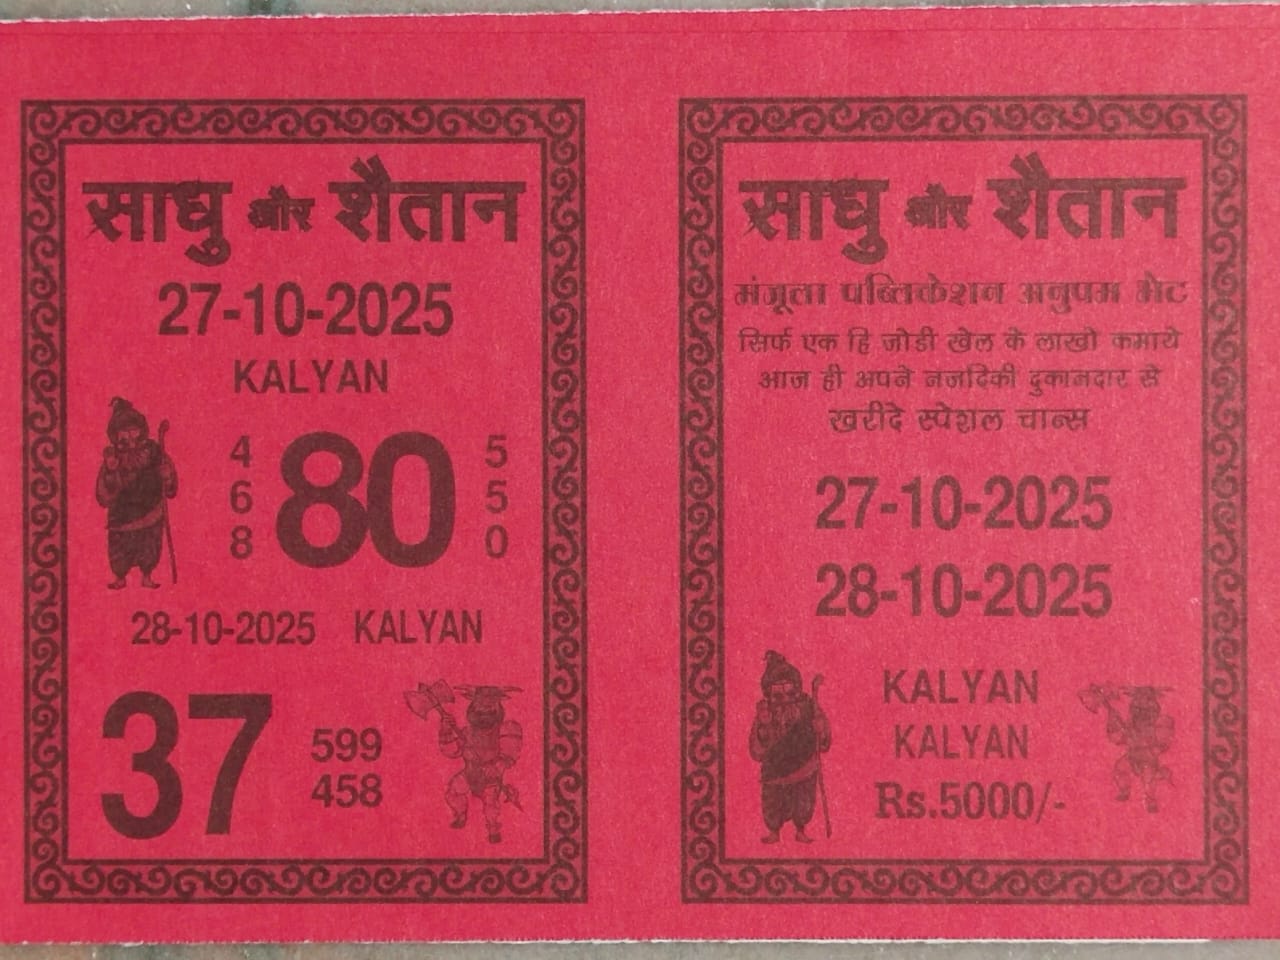 साघु और शैतान
27-10-2025
KALYAN
4 80 5
6 5
8 0
28-10-2025 KALYAN
37 599
458
साघु और शैतान
मंजूला पब्लिकेशन अनुपम भेट
सिर्फ एक हि जोडी खेल के लाखो कमाये
आज ही अपने नजदिकी दुकानदार से
खरीदे स्पेशल चान्स
27-10-2025
28-10-2025
KALYAN
KALYAN
Rs.5000/-